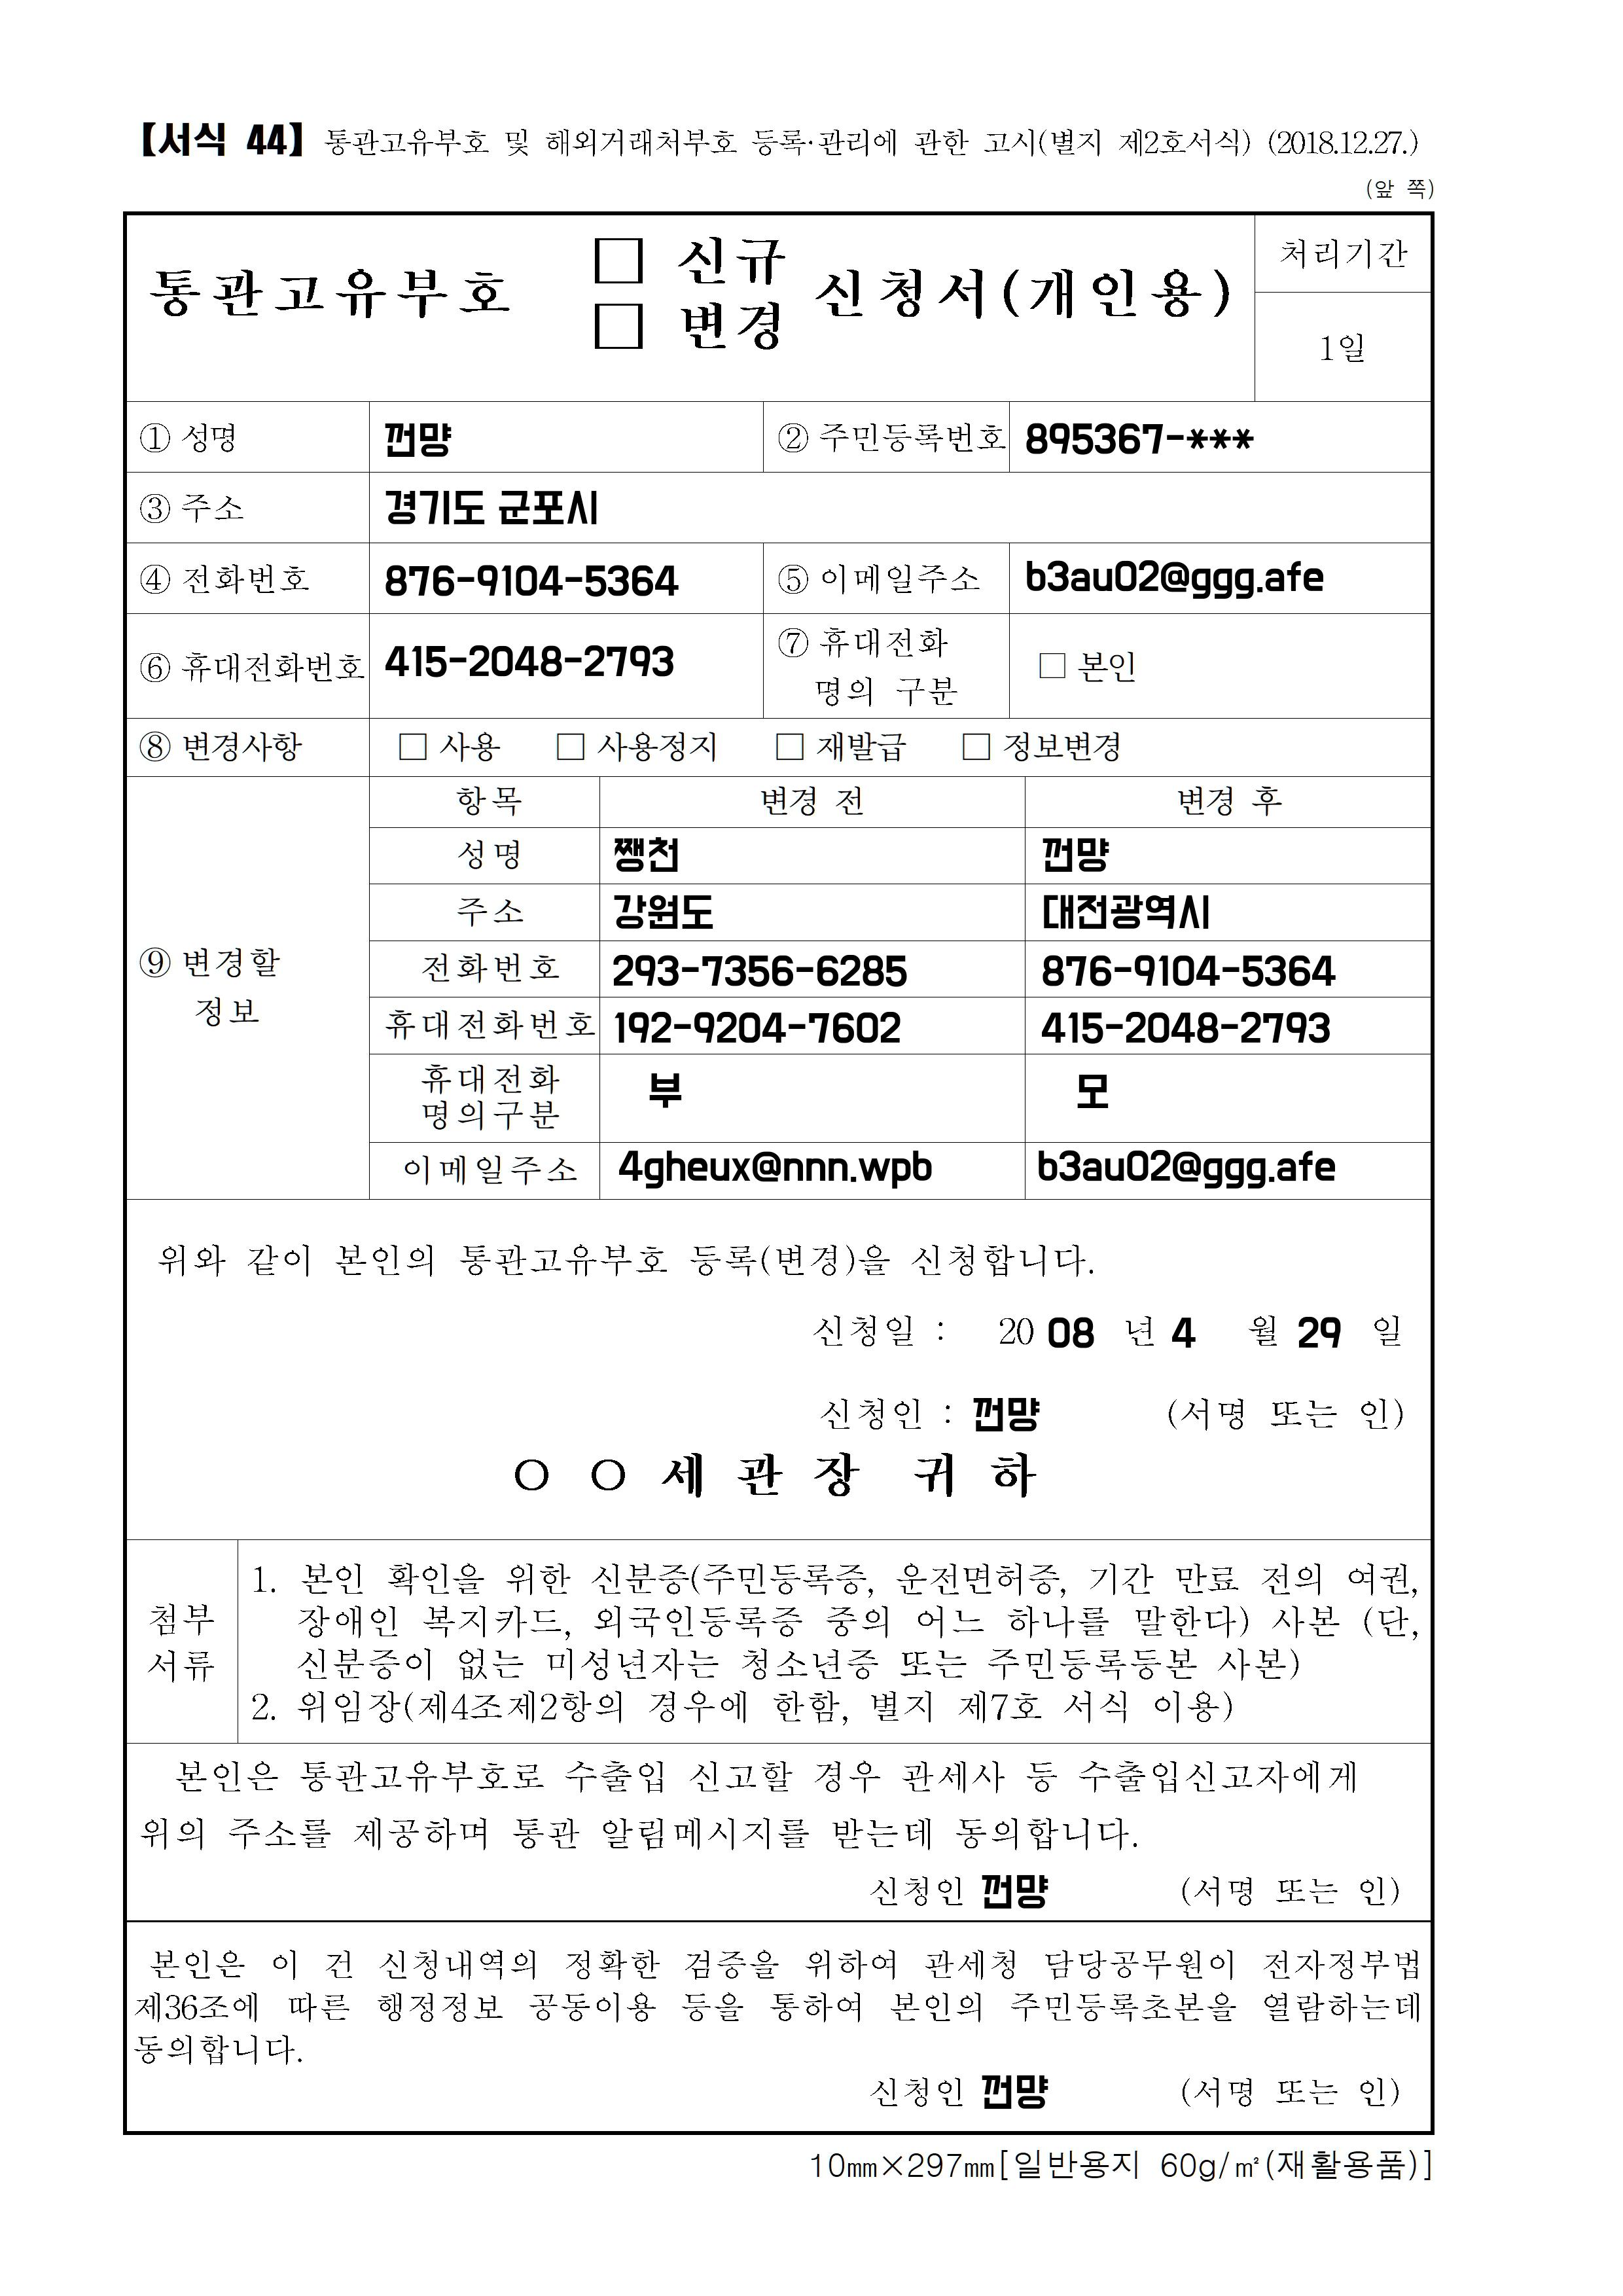 【서식 44】 통관고유부호 및 해외거래처부호 등록·관리에 관한 고시(별지 제2호서식) (2018.12.27.)
(앞 쪽)
통관고유부호 □ 신규 □ 변경 신청서(개인용)
처리기간
1일
① 성명 껀먕 ② 주민등록번호 895367-***
③ 주소 경기도 군포시
④ 전화번호 876-9104-5364 ⑤ 이메일주소 b3au02@ggg.afe
⑥ 휴대전화번호 415-2048-2793 ⑦ 휴대전화 명의 구분 □ 본인
⑧ 변경사항 □ 사용 □ 사용정지 □ 재발급 □ 정보변경
⑨ 변경할 정보
항목 변경 전 변경 후
성명 쨍천 껀먕
주소 강원도 대전광역시
전화번호 293-7356-6285 876-9104-5364
휴대전화번호 192-9204-7602 415-2048-2793
휴대전화 명의구분 부 모
이메일주소 4gheux@nnn.wpb b3au02@ggg.afe
위와 같이 본인의 통관고유부호 등록(변경)을 신청합니다.
신청일 : 20 08 년 4 월 29 일
신청인 : 껀먕 (서명 또는 인)
○ ○ 세 관 장 귀 하
첨부 서류
1. 본인 확인을 위한 신분증(주민등록증, 운전면허증, 기간 만료 전의 여권,
장애인 복지카드, 외국인등록증 중의 어느 하나를 말한다) 사본 (단,
신분증이 없는 미성년자는 청소년증 또는 주민등록등본 사본)
2. 위임장(제4조제2항의 경우에 한함, 별지 제7호 서식 이용)
본인은 통관고유부호로 수출입 신고할 경우 관세사 등 수출입신고자에게
위의 주소를 제공하며 통관 알림메시지를 받는데 동의합니다.
신청인 껀먕 (서명 또는 인)
본인은 이 건 신청내역의 정확한 검증을 위하여 관세청 담당공무원이 전자정부법
제36조에 따른 행정정보 공동이용 등을 통하여 본인의 주민등록초본을 열람하는데
동의합니다.
신청인 껀먕 (서명 또는 인)
10㎜×297㎜[일반용지 60g/㎡(재활용품)]